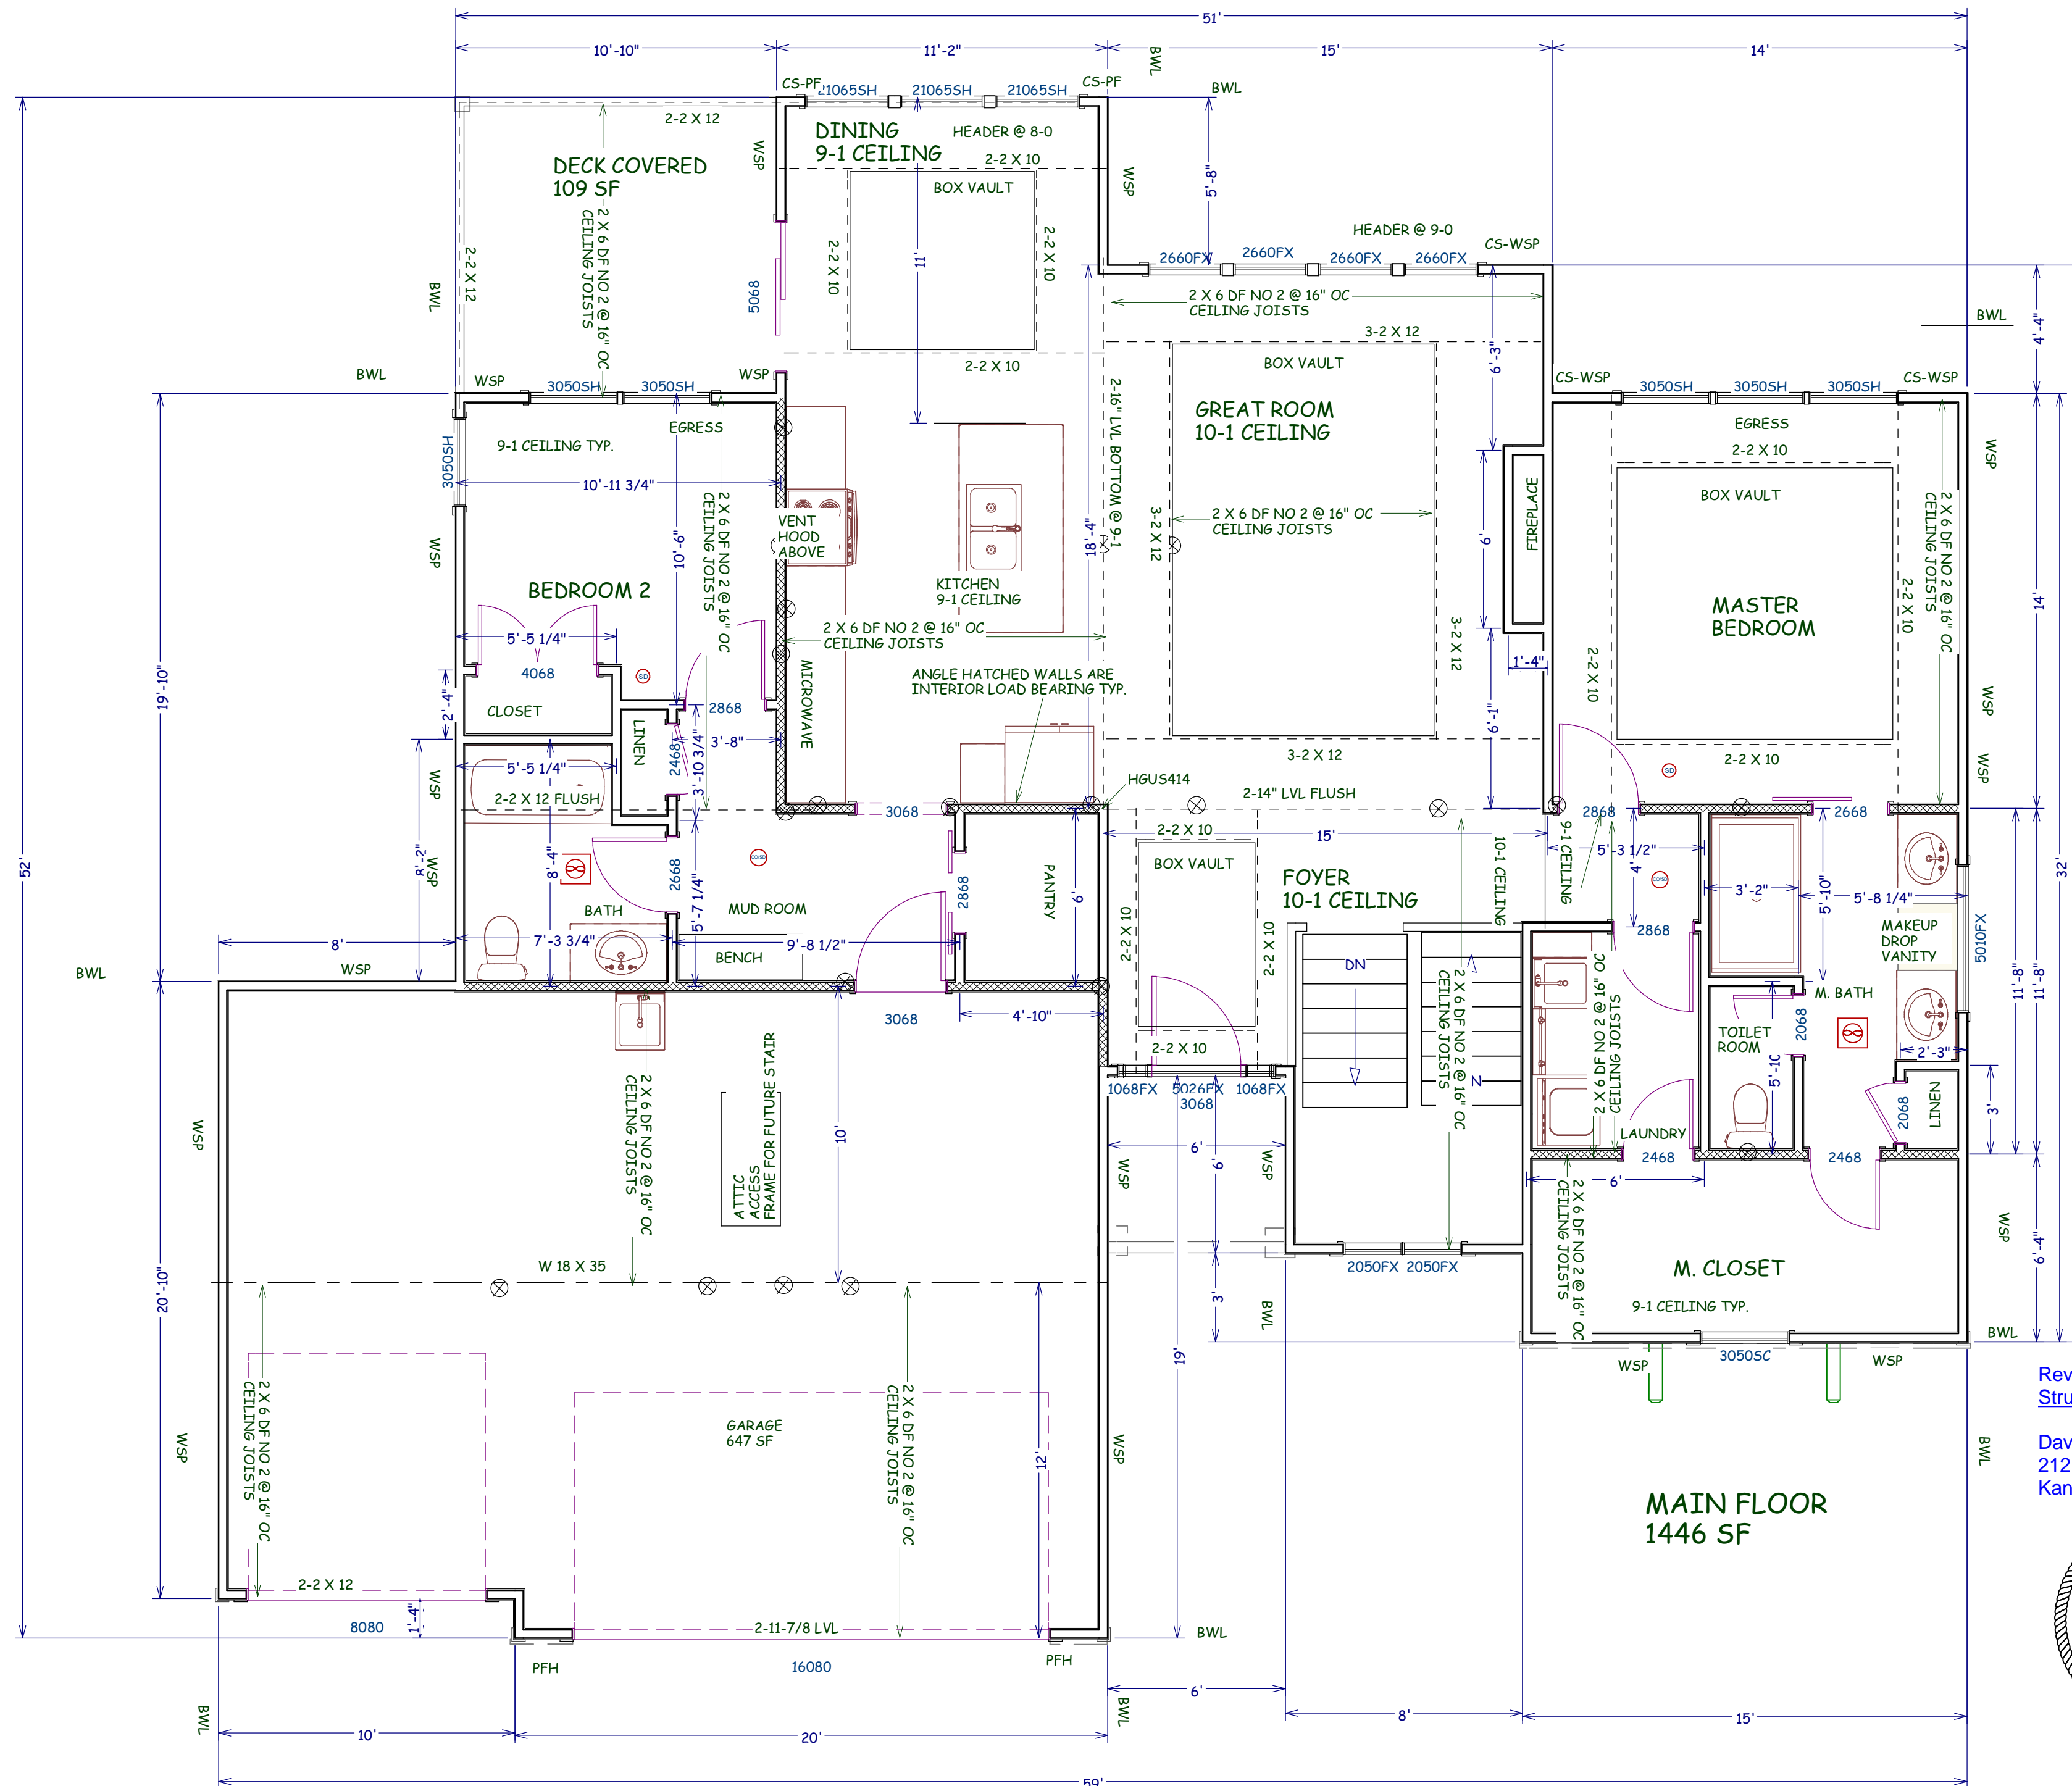 51'
10'-10"
11'-2"
15'
14'
BWL
CS-PF
21065SH
21065SH
21065SH
CS-PF
BWL
2-2 X 12
DINING
9-1 CEILING
HEADER @ 8-0
2-2 X 10
DECK COVERED
109 SF
WSP
WSP
BOX VAULT
5'-8"
2 X 6 DF NO 2 @ 16" OC
CEILING JOISTS
2-2 X 12
BWL
5068
2-2 X 10
2-2 X 10
11'
HEADER @ 9-0
CS-WSP
2660FX
2660FX
2660FX
2660FX
2 X 6 DF NO 2 @ 16" OC
CEILING JOISTS
3-2 X 12
BOX VAULT
6'-3"
BWL
4'-4"
BWL
WSP
3050SH
3050SH
WSP
2-2 X 10
CS-WSP
3050SH
3050SH
3050SH
CS-WSP
EGRESS
9-1 CEILING TYP.
3050SH
10'-11 3/4"
2-16" LVL BOTTOM @ 9-1
GREAT ROOM
10-1 CEILING
EGRESS
2-2 X 10
WSP
BOX VAULT
VENT
HOOD
ABOVE
2 X 6 DF NO 2 @ 16" OC
CEILING JOISTS
10'-6"
WSP
18'-4"
3-2 X 12
2 X 6 DF NO 2 @ 16" OC
CEILING JOISTS
6'
FIREPLACE
2 X 6 DF NO 2 @ 16" OC
CEILING JOISTS
14'
BEDROOM 2
KITCHEN
9-1 CEILING
MASTER
BEDROOM
2-2 X 10
5'-5 1/4"
2 X 6 DF NO 2 @ 16" OC
CEILING JOISTS
3-2 X 12
1'-4"
2-2 X 10
4068
SD
MICROWAVE
ANGLE HATCHED WALLS ARE
INTERIOR LOAD BEARING TYP.
19'-10"
2'-4"
CLOSET
2868
LINEN
2468
3'-8"
3'-10 3/4"
6'-1"
WSP
3-2 X 12
2-2 X 10
WSP
SD
5'-5 1/4"
WSP
2-2 X 12 FLUSH
HGUS414
2-14" LVL FLUSH
3068
2868
2668
52'
32'
8'-2"
WSP
8'-4"
2668
5'-7 1/4"
2-2 X 10
15'
BOX VAULT
9-1 CEILING
5'-3 1/2"
4'
10-1 CEILING
3'-2"
5'-10"
5'-8 1/4"
FOYER
10-1 CEILING
2868
PANTRY
6'
BATH
MUD ROOM
7'-3 3/4"
9'-8 1/2"
BENCH
2-2 X 10
2-2 X 10
2868
MAKEUP
DROP
VANITY
5010FX
8'
BWL
WSP
DN
2 X 6 DF NO 2 @ 16" OC
CEILING JOISTS
2 X 6 DF NO 2 @ 16" OC
CEILING JOISTS
M. BATH
11'-8"
11'-8"
3068
4'-10"
TOILET
ROOM
2068
2-2 X 10
2'-3"
2 X 6 DF NO 2 @ 16" OC
CEILING JOISTS
ATTIC
ACCESS
FRAME FOR FUTURE STAIR
10'
1068FX
5026FX
1068FX
3068
5'-10
2068
LINEN
3'
WSP
6'
WSP
6'
WSP
LAUNDRY
2468
2468
6'
2 X 6 DF NO 2 @ 16" OC
CEILING JOISTS
WSP
6'-4"
W 18 X 35
2050FX 2050FX
M. CLOSET
9-1 CEILING TYP.
20'-10"
3'
BWL
BWL
19'
3050SC
WSP
WSP
2 X 6 DF NO 2 @ 16" OC
CEILING JOISTS
2 X 6 DF NO 2 @ 16" OC
CEILING JOISTS
GARAGE
647 SF
12'
WSP
WSP
BWL
Rev
Stru
Dav
212
Kan
MAIN FLOOR
1446 SF
2-2 X 12
8080
1'-4"
2-11-7/8 LVL
BWL
PFH
16080
PFH
BWL
BWL
6'
10'
20'
8'
15'
59'